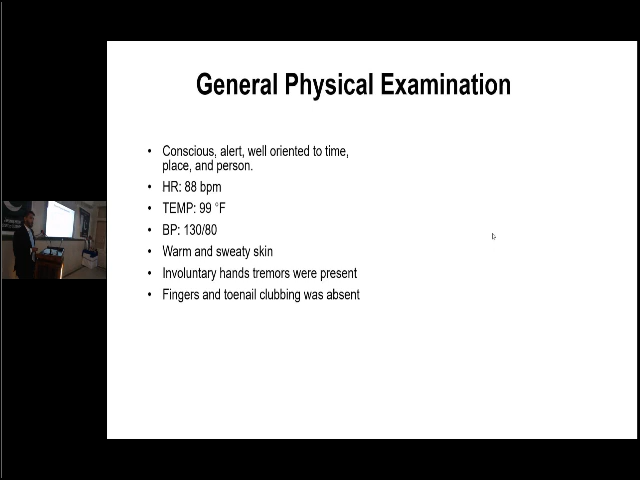 General Physical Examination
• Conscious, alert, well oriented to time,
place, and person.
• HR: 88 bpm
• TEMP: 99 °F
• BP: 130/80
• Warm and sweaty skin
• Involuntary hands tremors were present
• Fingers and toenail clubbing was absent